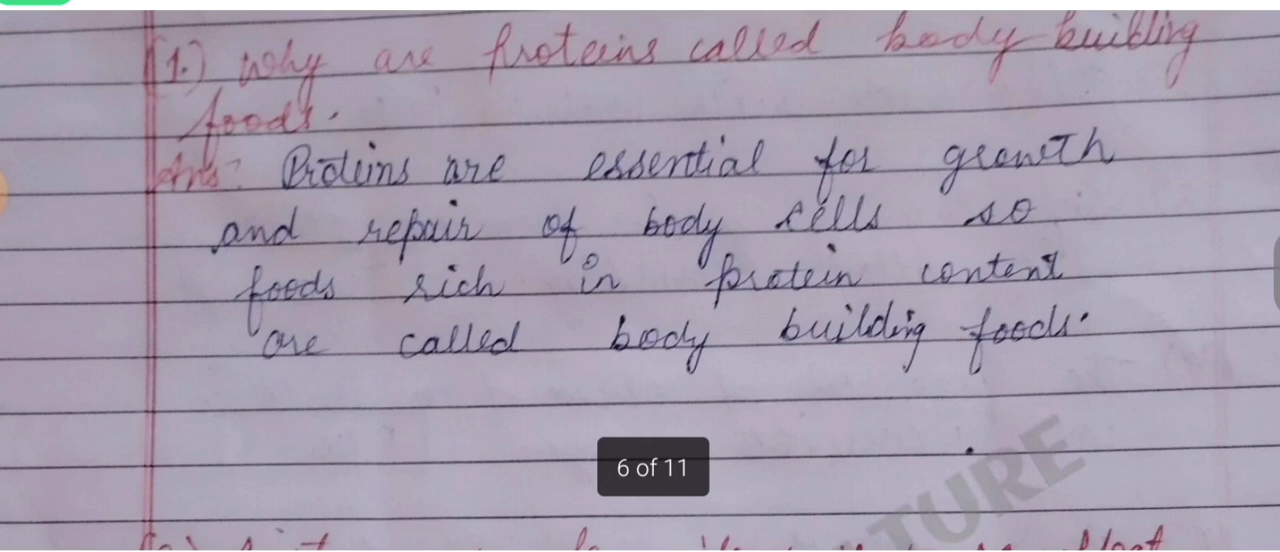 (1.) Why are proteins called body building
foods.
Ans: Proteins are essential for growth
and repair of body cells so
foods rich in protein content
are called body building foods.
6 of 11
TURE